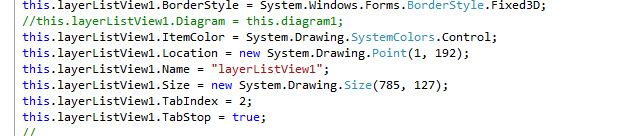 this.layerListView1.BorderStyle = System.Windows.Forms.BorderStyle.Fixed3D;
//this.layerListView1.Diagram = this.diagram1;
this.layerListView1.ItemColor = System.Drawing.SystemColors.Control;
this.layerListView1.Location = new System.Drawing.Point(1, 192);
this.layerListView1.Name = "layerListView1";
this.layerListView1.Size = new System.Drawing.Size(785, 127);
this.layerListView1.TabIndex = 2;
this.layerListView1.TabStop = true;
//